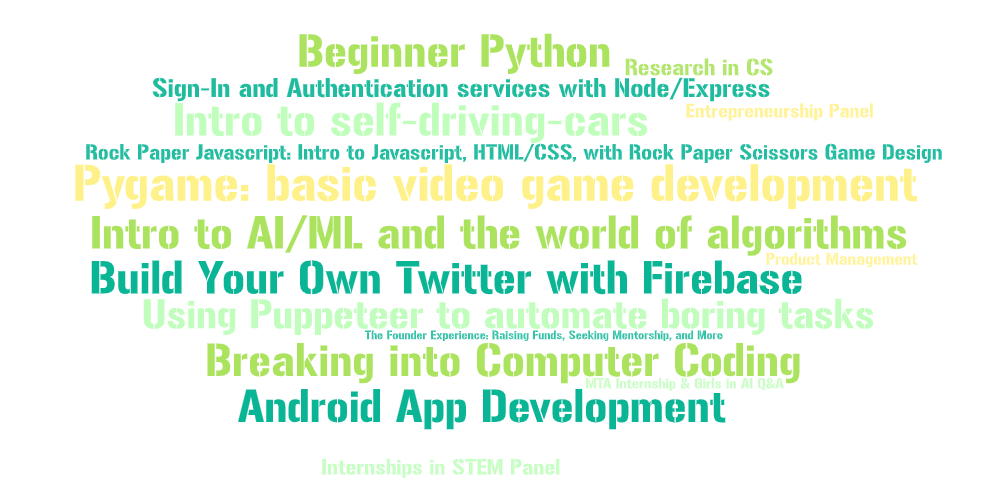 Beginner Python
Research in CS
Sign-In and Authentication services with Node/Express
Entrepreneurship Panel
Intro to self-driving-cars
Rock Paper Javascript: Intro to Javascript, HTML/CSS, with Rock Paper Scissors Game Design
Pygame: basic video game development
Intro to AI/ML and the world of algorithms
Product Management
Build Your Own Twitter with Firebase
Using Puppeteer to automate boring tasks
The Founder Experience: Raising Funds, Seeking Mentorship, and More
Breaking into Computer Coding
MTA Internship & Girls in AI Q&A
Android App Development
Internships in STEM Panel